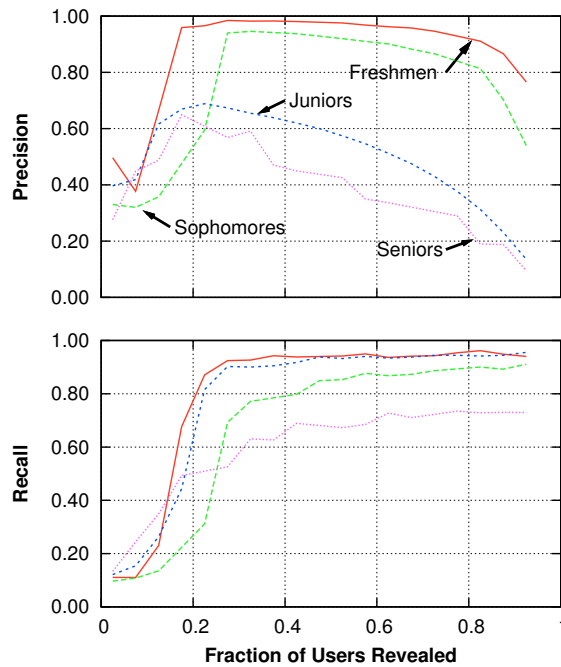 1.00
0.80
0.60
0.40
0.20
0.00
Precision
Freshmen
Juniors
Sophomores
Seniors
1.00
0.80
0.60
0.40
0.20
0.00
Recall
0 0.2 0.4 0.6 0.8 1
Fraction of Users Revealed